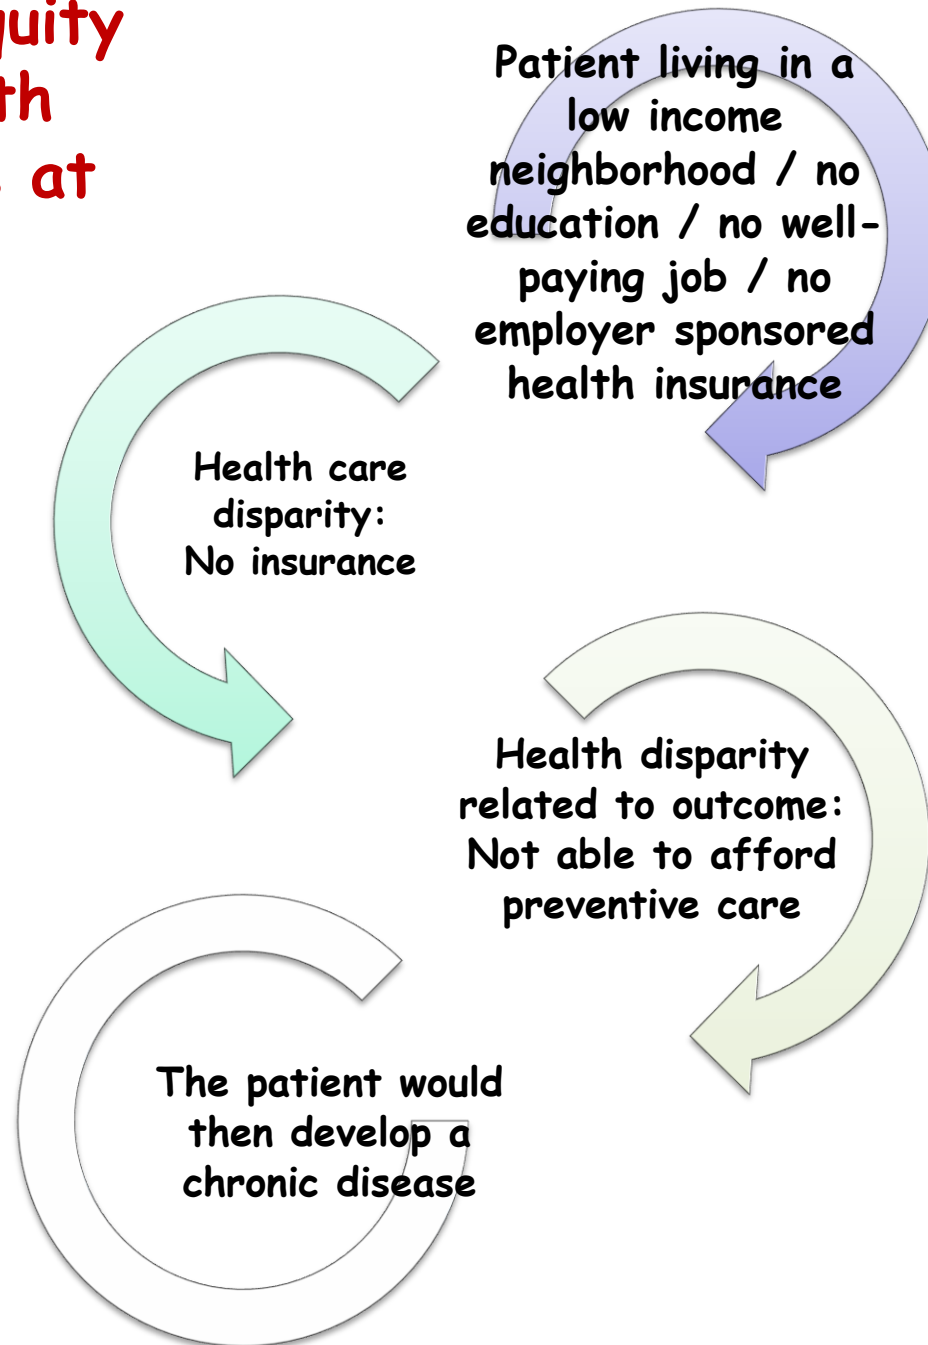 at
Patient living in a
low income
neighborhood / no
education / no well-
paying job / no
employer sponsored
health insurance
Health care
disparity:
No insurance
Health disparity
related to outcome:
Not able to afford
preventive care
The patient would
then develop a
chronic disease